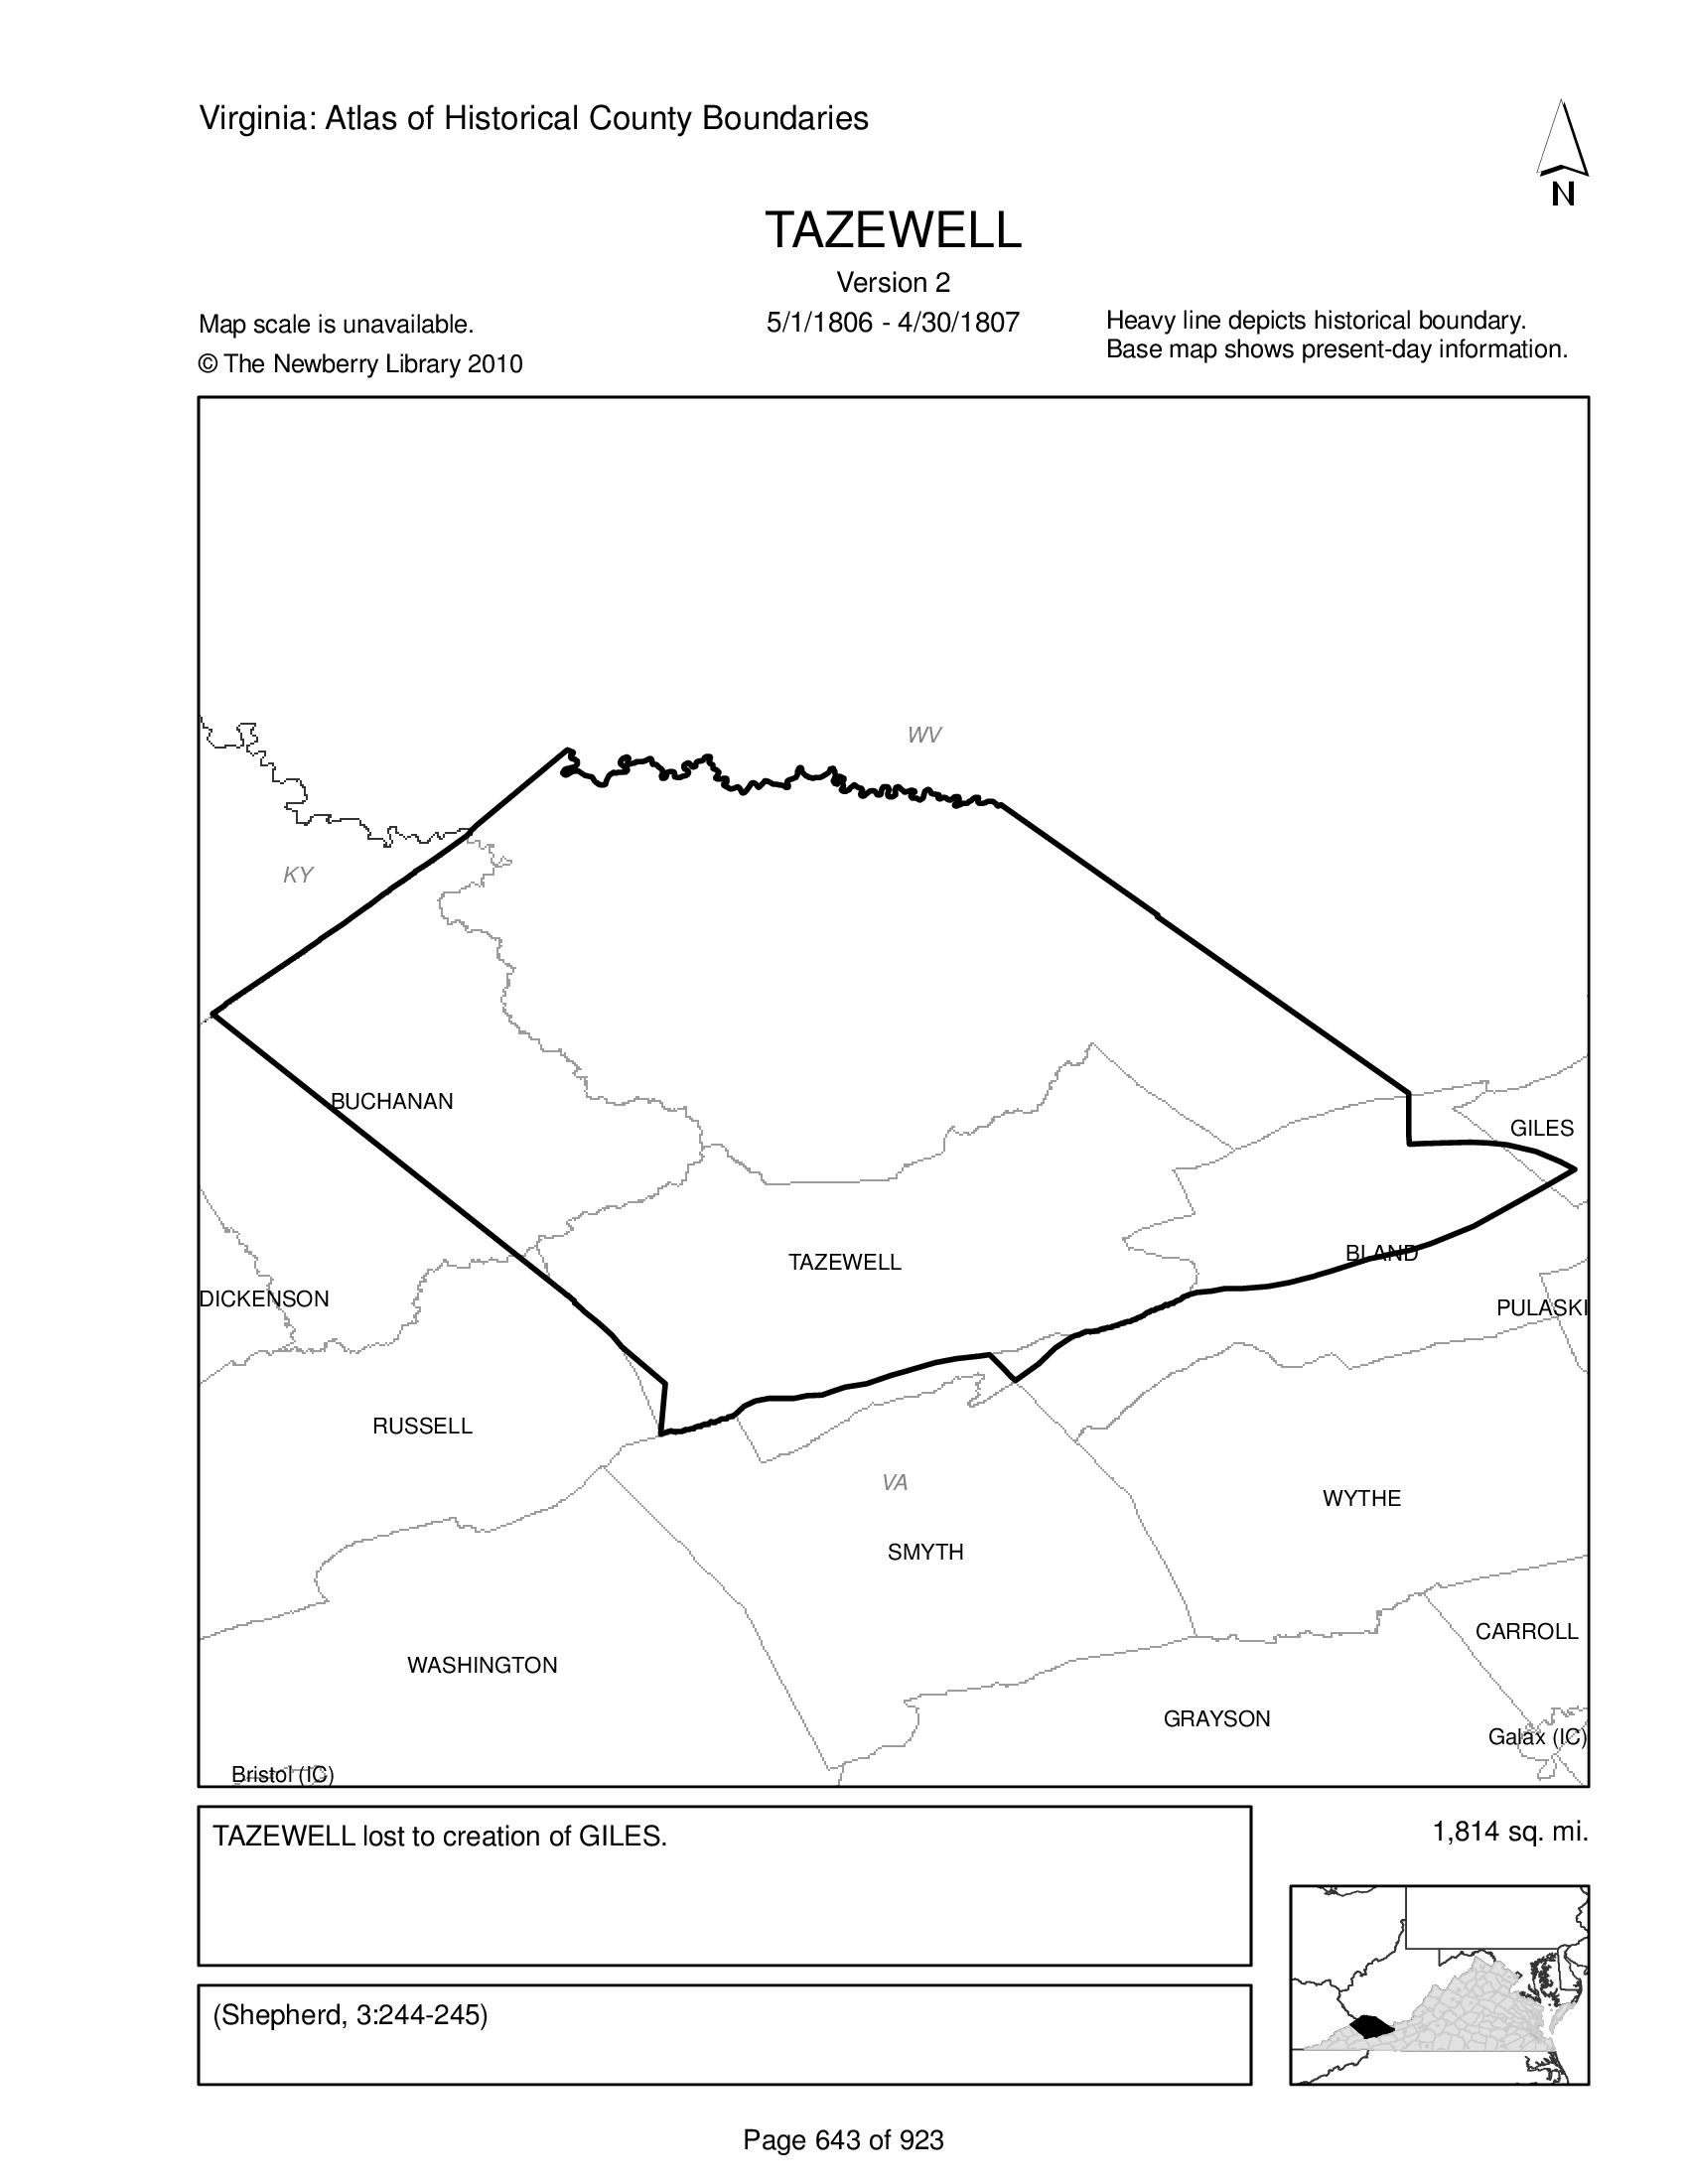 Virginia: Atlas of Historical County Boundaries
N
TAZEWELL
Version 2
5/1/1806 - 4/30/1807
Map scale is unavailable.
© The Newberry Library 2010
Heavy line depicts historical boundary.
Base map shows present-day information.
WV
KY
BUCHANAN
GILES
TAZEWELL
BLAND
DICKENSON
PULASKI
RUSSELL
VA
WYTHE
SMYTH
CARROLL
WASHINGTON
GRAYSON
Galax (IC)
Bristol (IC)
TAZEWELL lost to creation of GILES.
1,814 sq. mi.
(Shepherd, 3:244-245)
Page 643 of 923